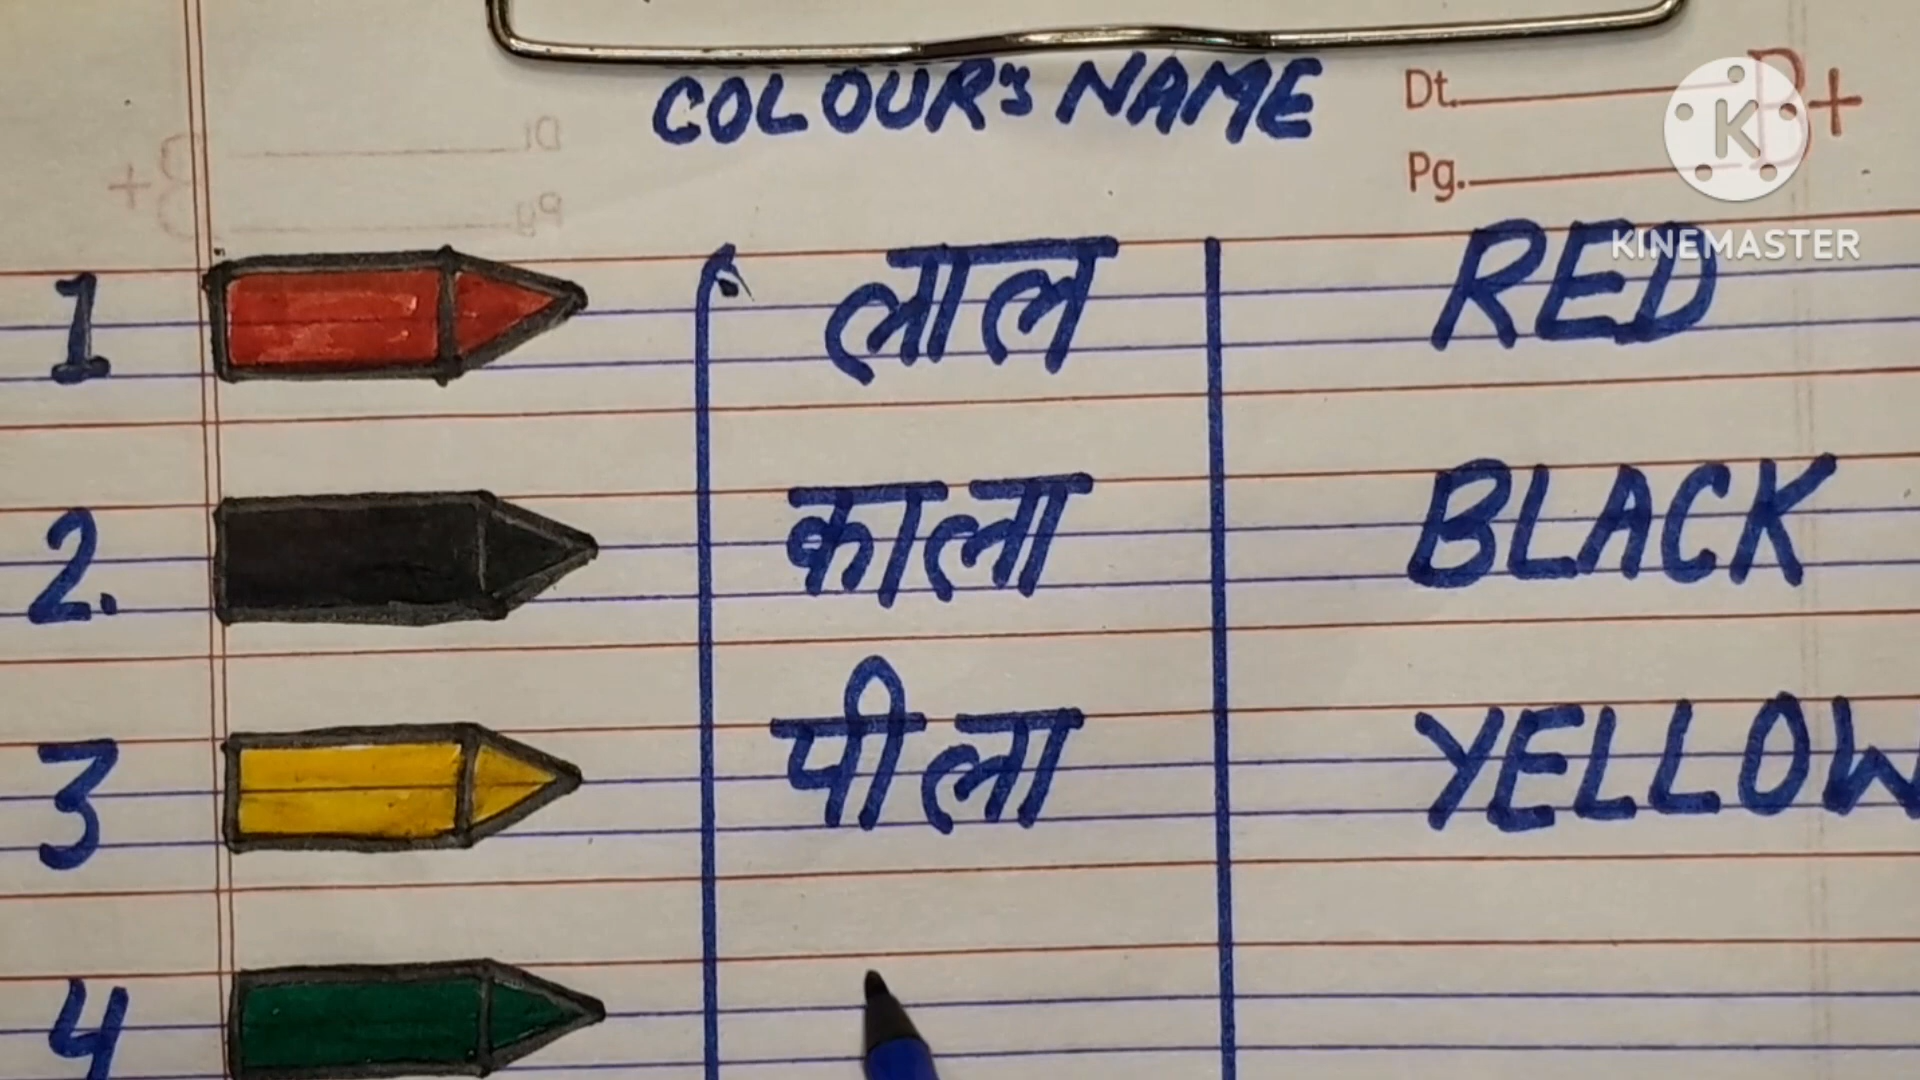 COLOUR's NAME
Dt.
B+
Pg.
K
KINEMASTER
1 लाल RED
2. काला BLACK
3 पीला YELLOW
4